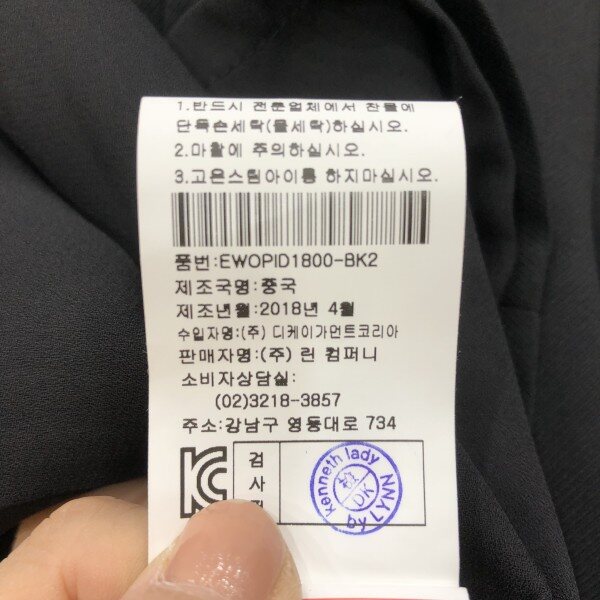 1.반드시 전문업체에서 찬물에
단독손세탁(물세탁)하십시오.
2.마찰에 주의하십시오.
3.고온스팀아이롱 하지마십시오.
품번:EWOPID1800-BK2
제조국명:중국
제조년월:2018년 4월
수입자명:(주) 디케이가먼트코리아
판매자명:(주) 린 컴퍼니
소비자상담실:
(02)3218-3857
주소:강남구 영동대로 734
검
사
kenneth lady
DK
by LYNN